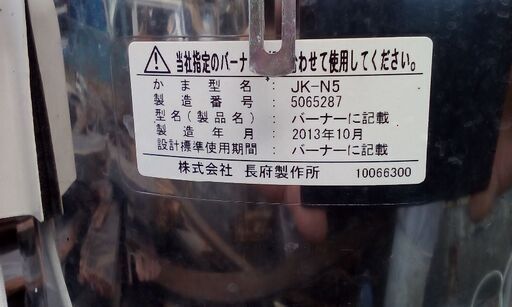 当社指定のバーナ わせて使用してください。
かま型名 : JK-N5
製造番号 : 5065287
型名(製品名) : バーナーに記載
製造年月 : 2013年10月
設計標準使用期間 : バーナーに記載
株式会社 長府製作所 10066300